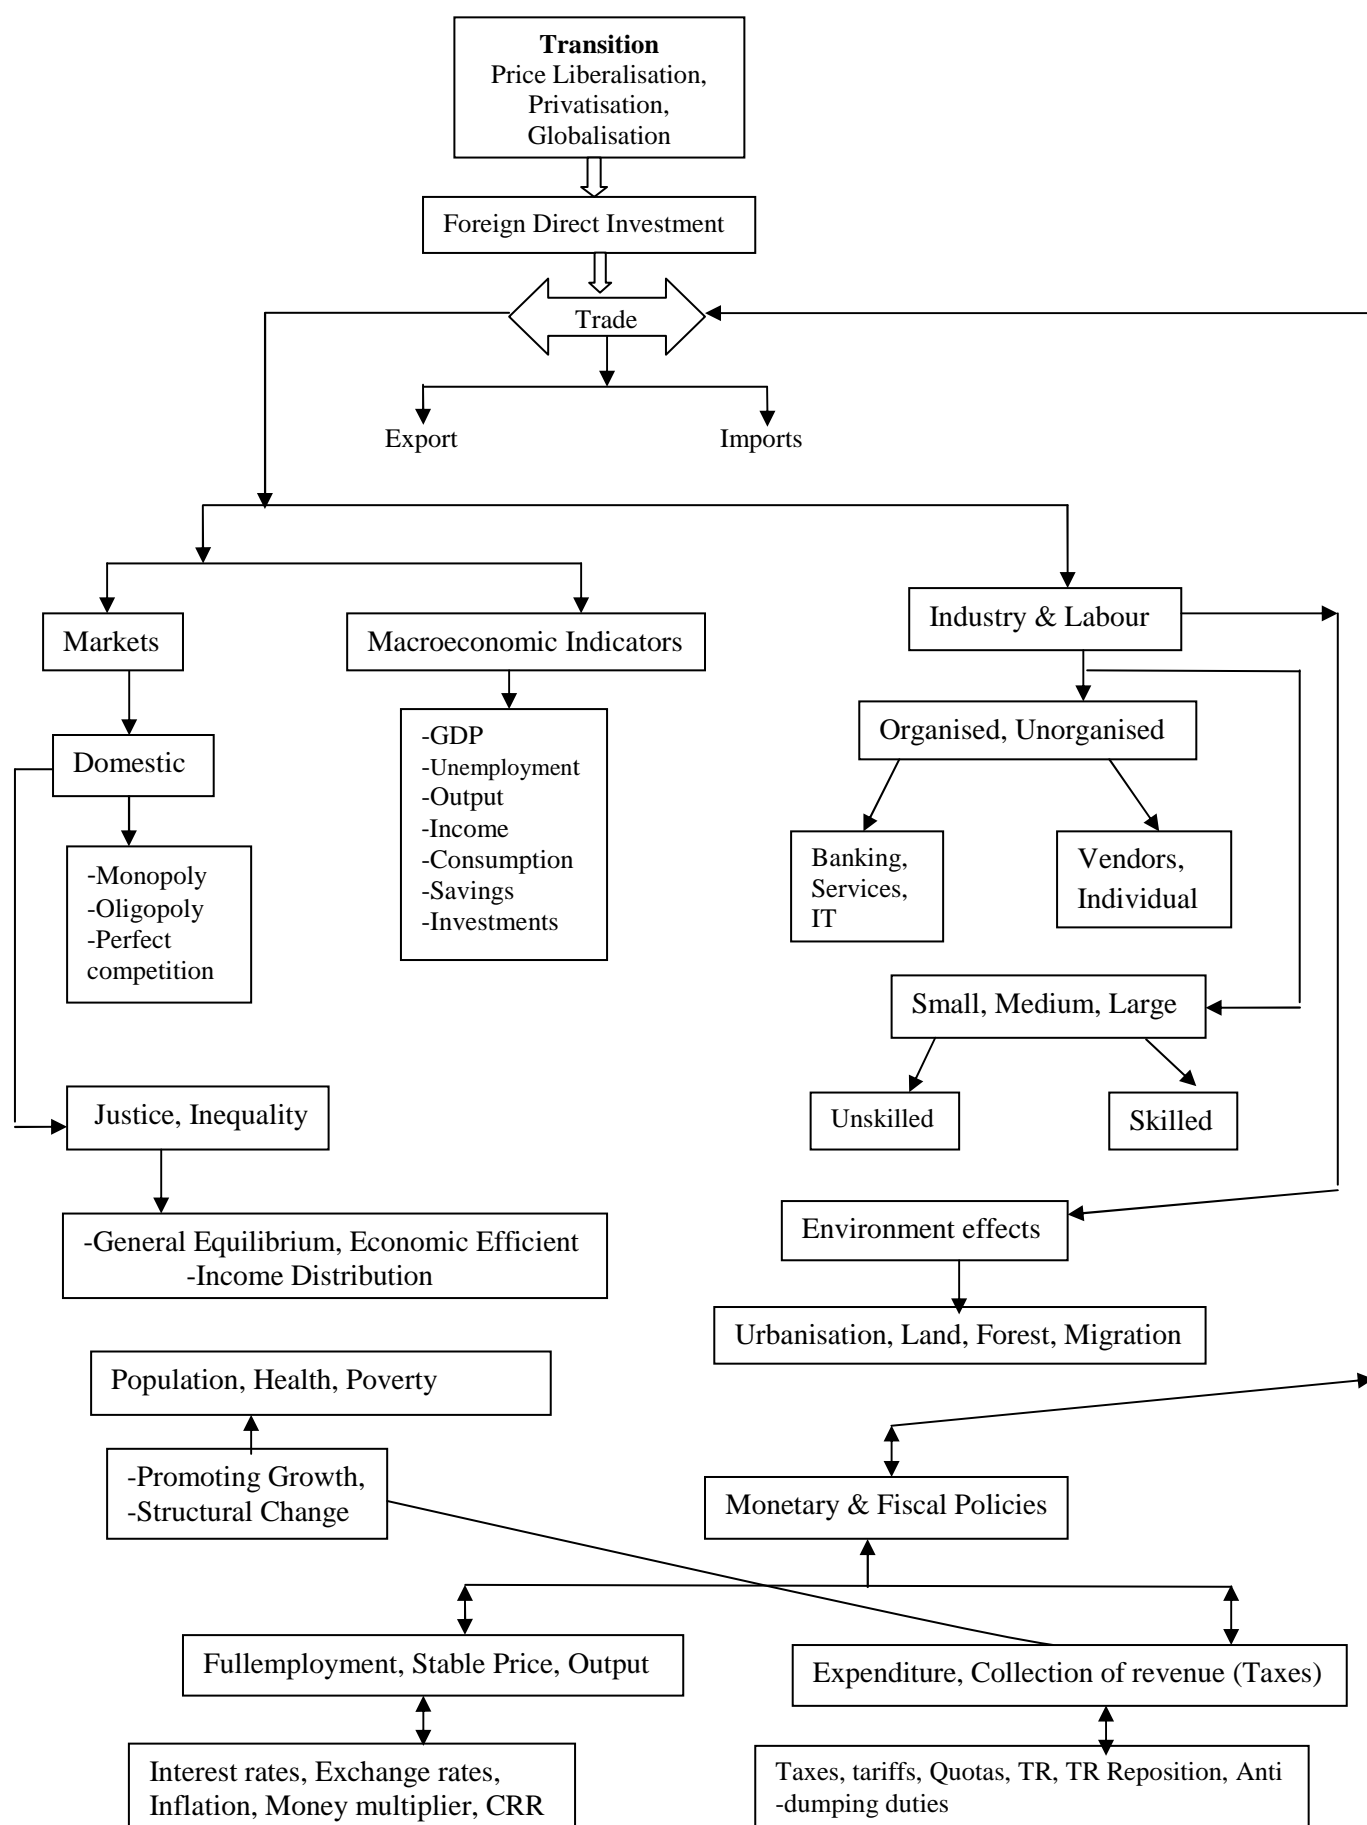 Transition
Price Liberalisation,
Privatisation,
Globalisation
Foreign Direct Investment
Trade
Export
Imports
Markets
Macroeconomic Indicators
Industry & Labour
Domestic
-GDP
-Unemployment
-Output
-Income
-Consumption
-Savings
-Investments
Organised, Unorganised
-Monopoly
-Oligopoly
-Perfect
competition
Banking,
Services,
IT
Vendors,
Individual
Small, Medium, Large
Unskilled
Skilled
Justice, Inequality
-General Equilibrium, Economic Efficient
-Income Distribution
Environment effects
Urbanisation, Land, Forest, Migration
Population, Health, Poverty
-Promoting Growth,
-Structural Change
Monetary & Fiscal Policies
Fullemployment, Stable Price, Output
Expenditure, Collection of revenue (Taxes)
Interest rates, Exchange rates,
Inflation, Money multiplier, CRR
Taxes, tariffs, Quotas, TR, TR Reposition, Anti
-dumping duties